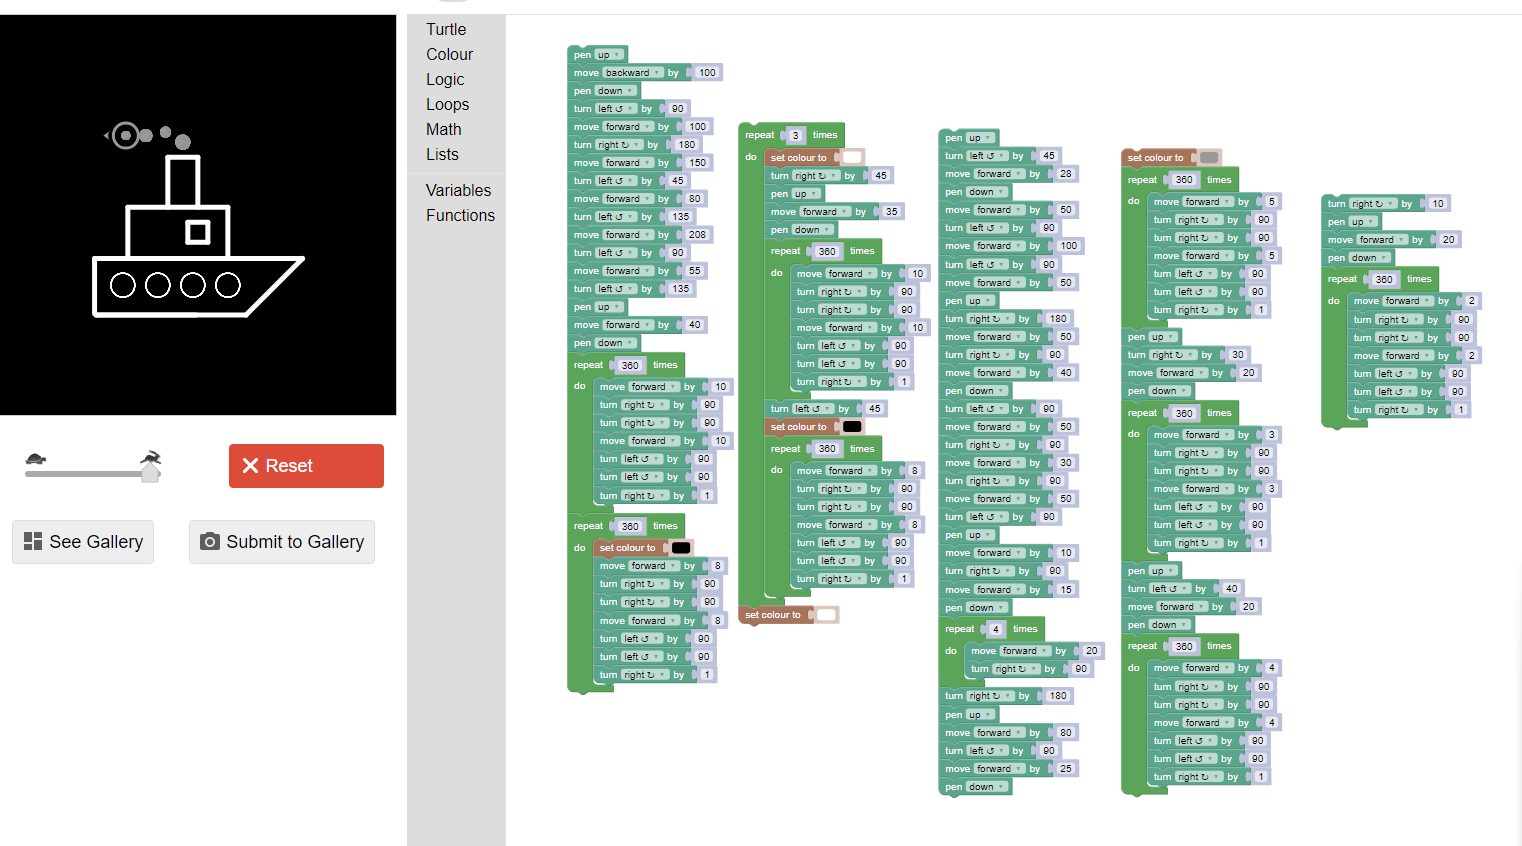 Turtle
Colour
Logic
Loops
Math
Lists
Variables
Functions
Reset
See Gallery
Submit to Gallery
pen up
move backward by 100
pen down
turn left ↺ by 90
move forward by 100
turn right ↻ by 180
move forward by 150
turn left ↺ by 45
move forward by 80
turn left ↺ by 135
move forward by 208
turn left ↺ by 90
move forward by 55
turn left ↺ by 135
pen up
move forward by 40
pen down
repeat 360 times
do move forward by 10
turn right ↻ by 90
turn right ↻ by 90
move forward by 10
turn left ↺ by 90
turn left ↺ by 90
turn right ↻ by 1
repeat 360 times
do set colour to
move forward by 8
turn right ↻ by 90
turn right ↻ by 90
move forward by 8
turn left ↺ by 90
turn left ↺ by 90
turn right ↻ by 1
repeat 3 times
do set colour to
turn right ↻ by 45
pen up
move forward by 35
pen down
repeat 360 times
do move forward by 10
turn right ↻ by 90
turn right ↻ by 90
move forward by 10
turn left ↺ by 90
turn left ↺ by 90
turn right ↻ by 1
turn left ↺ by 45
set colour to
repeat 360 times
do move forward by 8
turn right ↻ by 90
turn right ↻ by 90
move forward by 8
turn left ↺ by 90
turn left ↺ by 90
turn right ↻ by 1
set colour to
pen up
turn left ↺ by 45
move forward by 28
pen down
move forward by 50
turn left ↺ by 90
move forward by 100
turn left ↺ by 90
move forward by 50
pen up
turn right ↻ by 180
move forward by 50
turn right ↻ by 90
move forward by 40
pen down
turn left ↺ by 90
move forward by 50
turn right ↻ by 90
move forward by 30
turn right ↻ by 90
move forward by 50
turn left ↺ by 90
pen up
move forward by 10
turn right ↻ by 90
move forward by 15
pen down
repeat 4 times
do move forward by 20
turn right ↻ by 90
turn right ↻ by 180
pen up
move forward by 80
turn left ↺ by 90
move forward by 25
pen down
set colour to
repeat 360 times
do move forward by 5
turn right ↻ by 90
turn right ↻ by 90
move forward by 5
turn left ↺ by 90
turn left ↺ by 90
turn right ↻ by 1
pen up
turn right ↻ by 30
move forward by 20
pen down
repeat 360 times
do move forward by 3
turn right ↻ by 90
turn right ↻ by 90
move forward by 3
turn left ↺ by 90
turn left ↺ by 90
turn right ↻ by 1
pen up
turn left ↺ by 40
move forward by 20
pen down
repeat 360 times
do move forward by 4
turn right ↻ by 90
turn right ↻ by 90
move forward by 4
turn left ↺ by 90
turn left ↺ by 90
turn right ↻ by 1
turn right ↻ by 10
pen up
move forward by 20
pen down
repeat 360 times
do move forward by 2
turn right ↻ by 90
turn right ↻ by 90
move forward by 2
turn left ↺ by 90
turn left ↺ by 90
turn right ↻ by 1